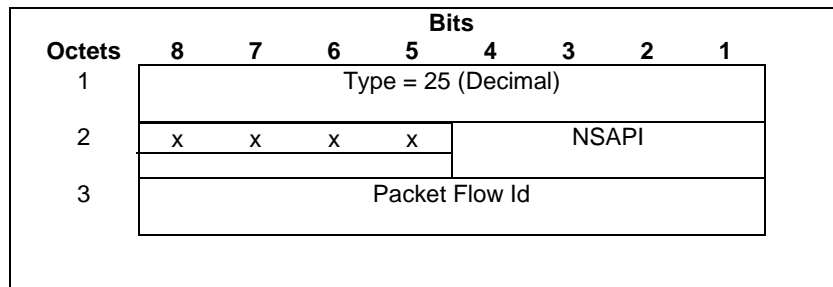 Bits
Octets 8 7 6 5 4 3 2 1
1 Type = 25 (Decimal)
2 x x x x NSAPI
3 Packet Flow Id